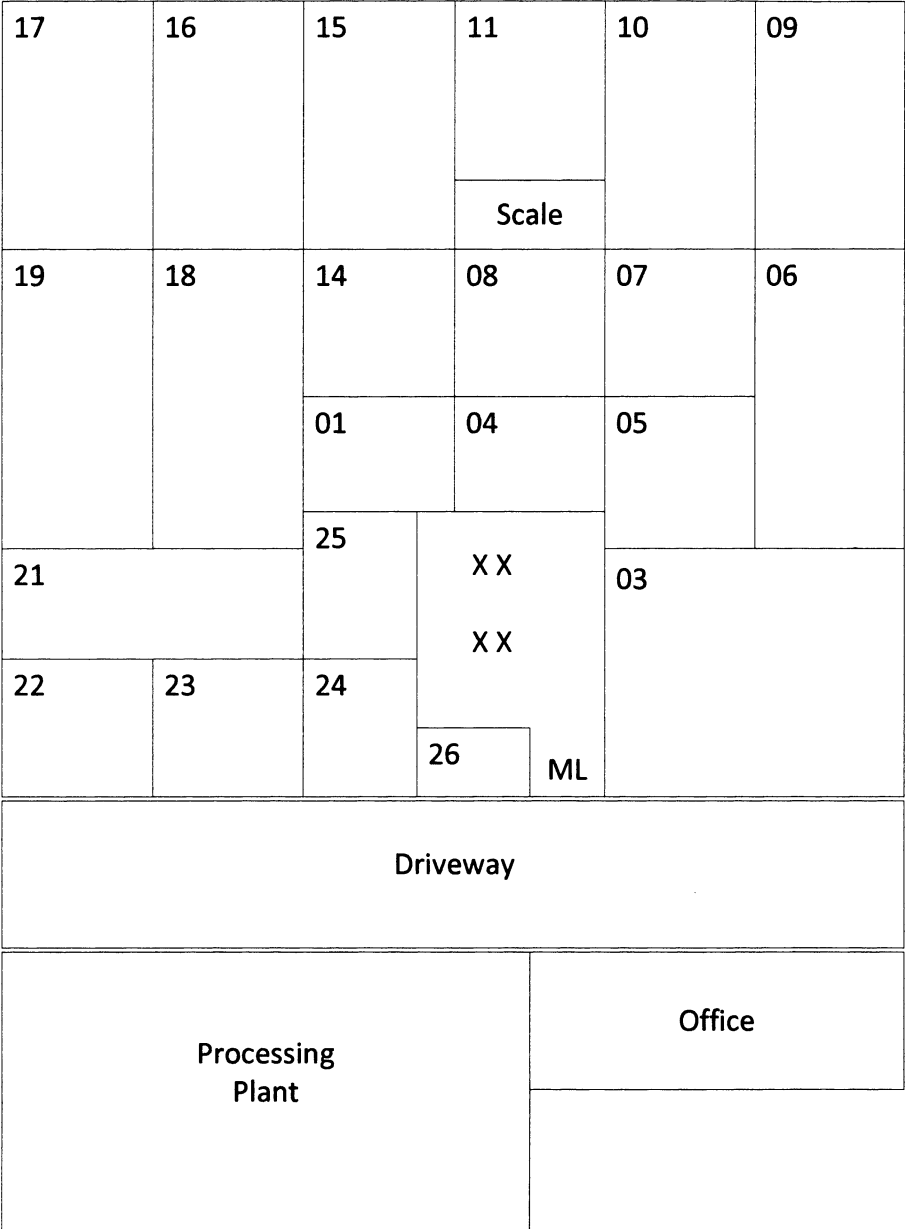 17 16 15 11 10 09
Scale
19 18 14 08 07 06
01 04 05
25
X X
21 03
X X
22 23 24
26 ML
Driveway
Office
Processing
Plant